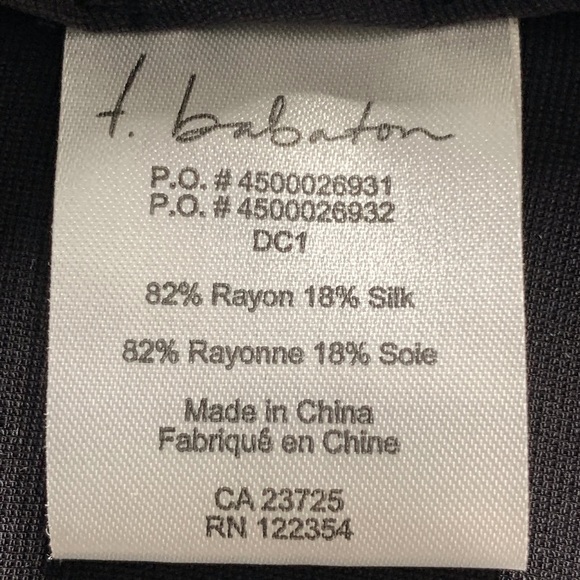 t. babaton
P.O. # 4500026931
P.O. # 4500026932
DC1
82% Rayon 18% Silk
82% Rayonne 18% Soie
Made in China
Fabriqué en Chine
CA 23725
RN 122354